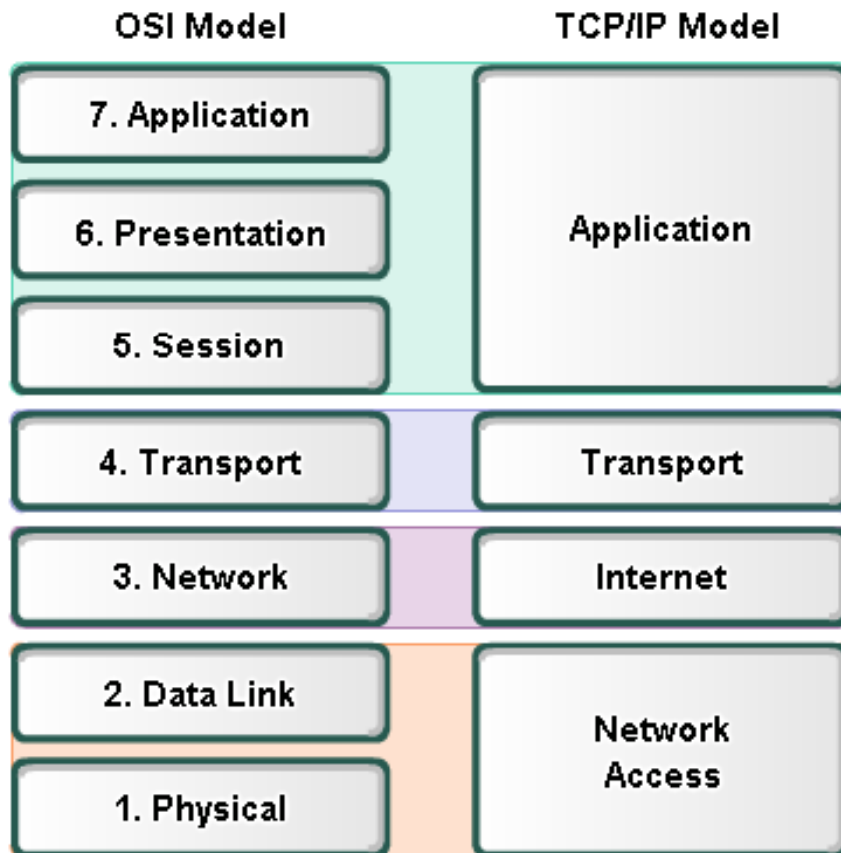 OSI Model
TCP/IP Model
7. Application
6. Presentation
5. Session
Application
4. Transport
Transport
3. Network
Internet
2. Data Link
1. Physical
Network
Access